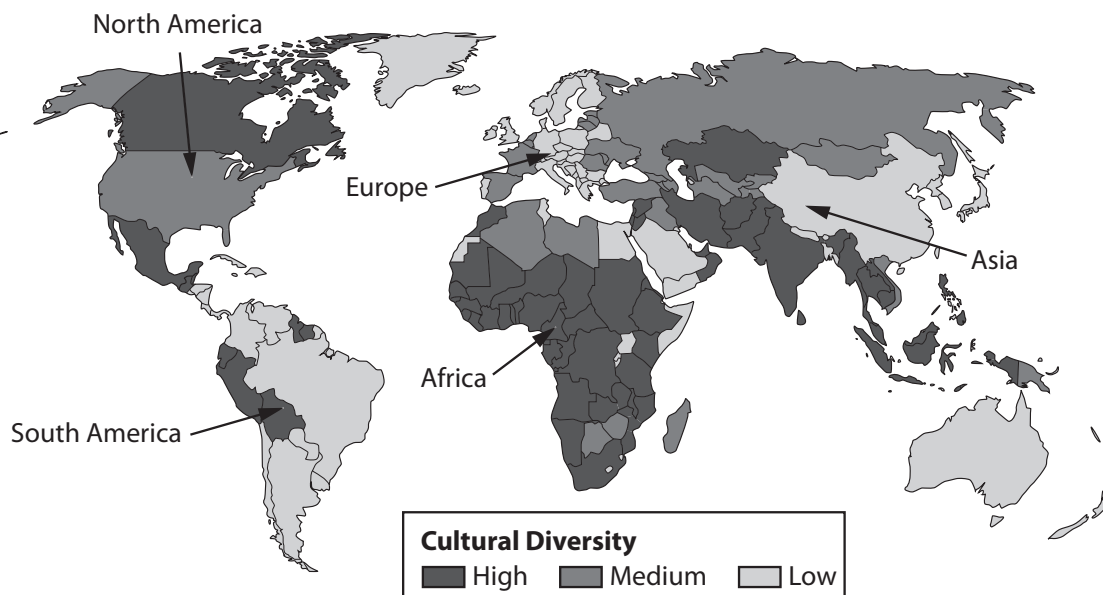 North America
Europe
Asia
Africa
South America
Cultural Diversity
High Medium Low